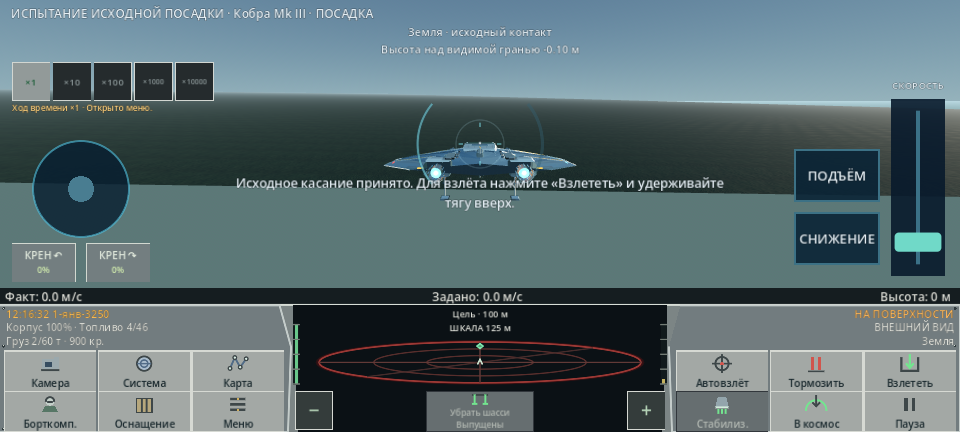 ИСПЫТАНИЕ ИСХОДНОЙ ПОСАДКИ · Кобра Mk III · ПОСАДКА
Земля · исходный контакт
Высота над видимой гранью ·0 10 м
×1 ×10 ×100 ×1000 ×10000
Ход времени ×1 · Открыто меню.
СКОРОСТЬ
ПОДЪЁМ
Исходное касание принято. Для взлёта нажмите «Взлететь» и удерживайте
тягу вверх.
СНИЖЕНИЕ
КРЕН↶ КРЕН↷
0% 0%
Факт: 0.0 м/с Задано: 0.0 м/с Высота: 0 м
12:16:32 1-янв-3250
Корпус 100% · Топливо 4/46
Груз 2/60 т · 900 кр.
Цель · 100 м
ШКАЛА 125 м
НА ПОВЕРХНОСТИ
ВНЕШНИЙ ВИД
Земля
Камера Система Карта
Автовзлёт Тормозить Взлететь
− Убрать шасси +
Выпущены
Борткомп. Оснащение Меню
Стабилиз. В космос Пауза